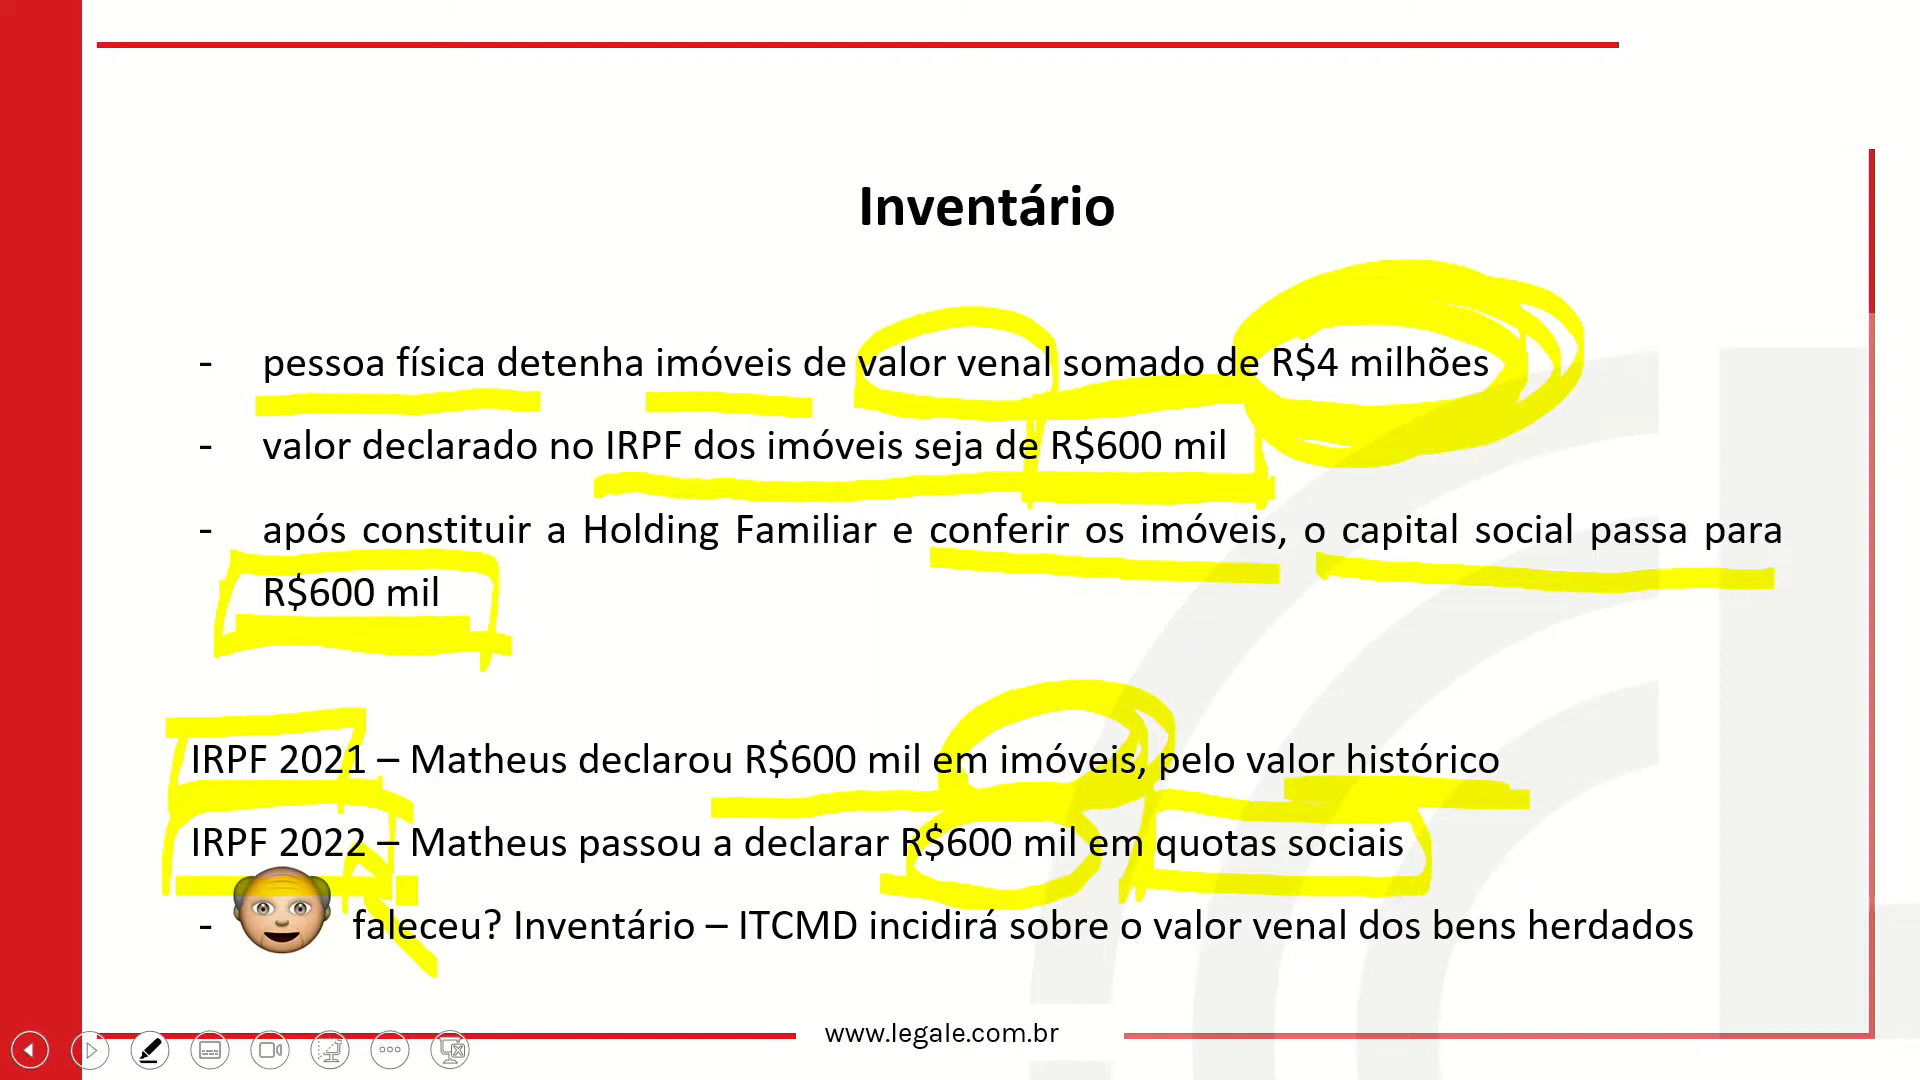 Inventário
- pessoa física detenha imóveis de valor venal somado de R$4 milhões
- valor declarado no IRPF dos imóveis seja de R$600 mil
- após constituir a Holding Familiar e conferir os imóveis, o capital social passa para
R$600 mil
IRPF 2021 – Matheus declarou R$600 mil em imóveis, pelo valor histórico
IRPF 2022 – Matheus passou a declarar R$600 mil em quotas sociais
- faleceu? Inventário – ITCMD incidirá sobre o valor venal dos bens herdados
www.legale.com.br